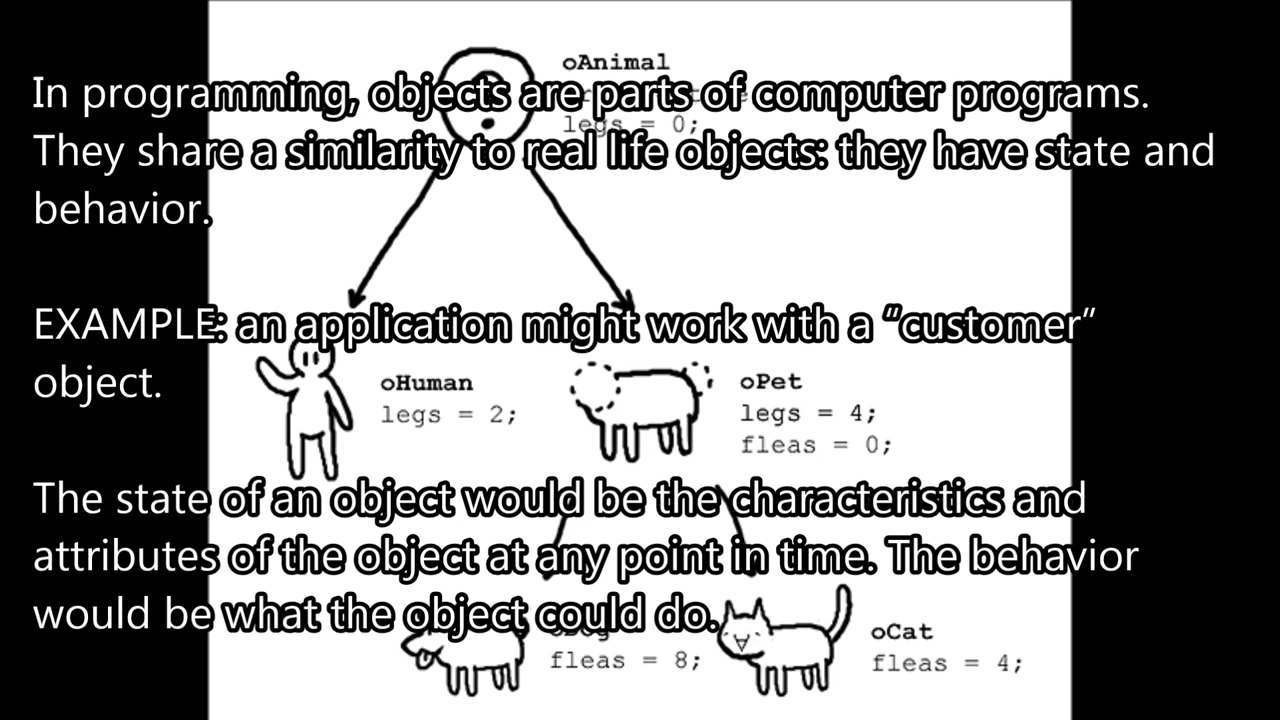 oAnimal
In programming, objects are parts of computer programs.
legs = 0;
They share a similarity to real life objects: they have state and
behavior.
EXAMPLE: an application might work with a “customer”
object.
oHuman
legs = 2;
oPet
legs = 4;
fleas = 0;
The state of an object would be the characteristics and
attributes of the object at any point in time. The behavior
would be what the object could do.
fleas = 8;
oCat
fleas = 4;